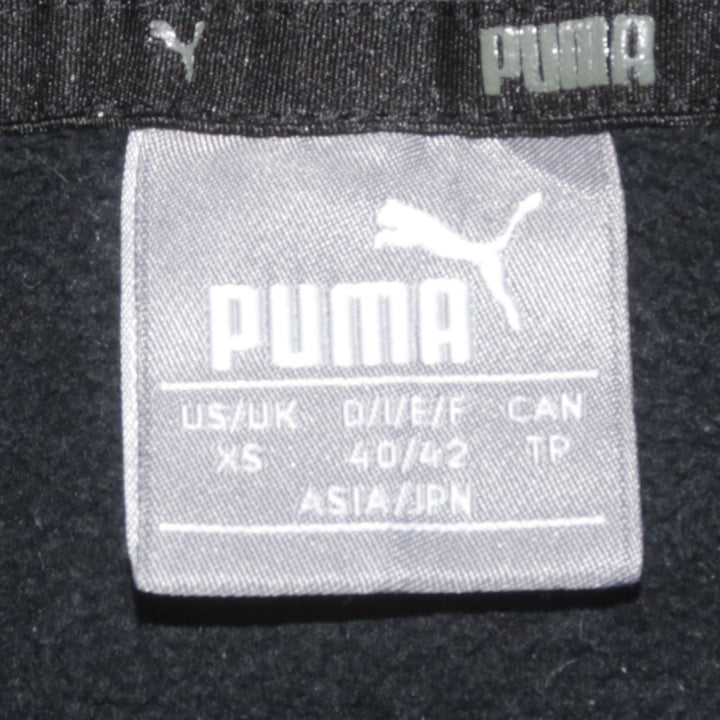 PUMA
PUMA
US/UK D/I/E/F CAN
XS 40/42 TP
ASIA/JPN